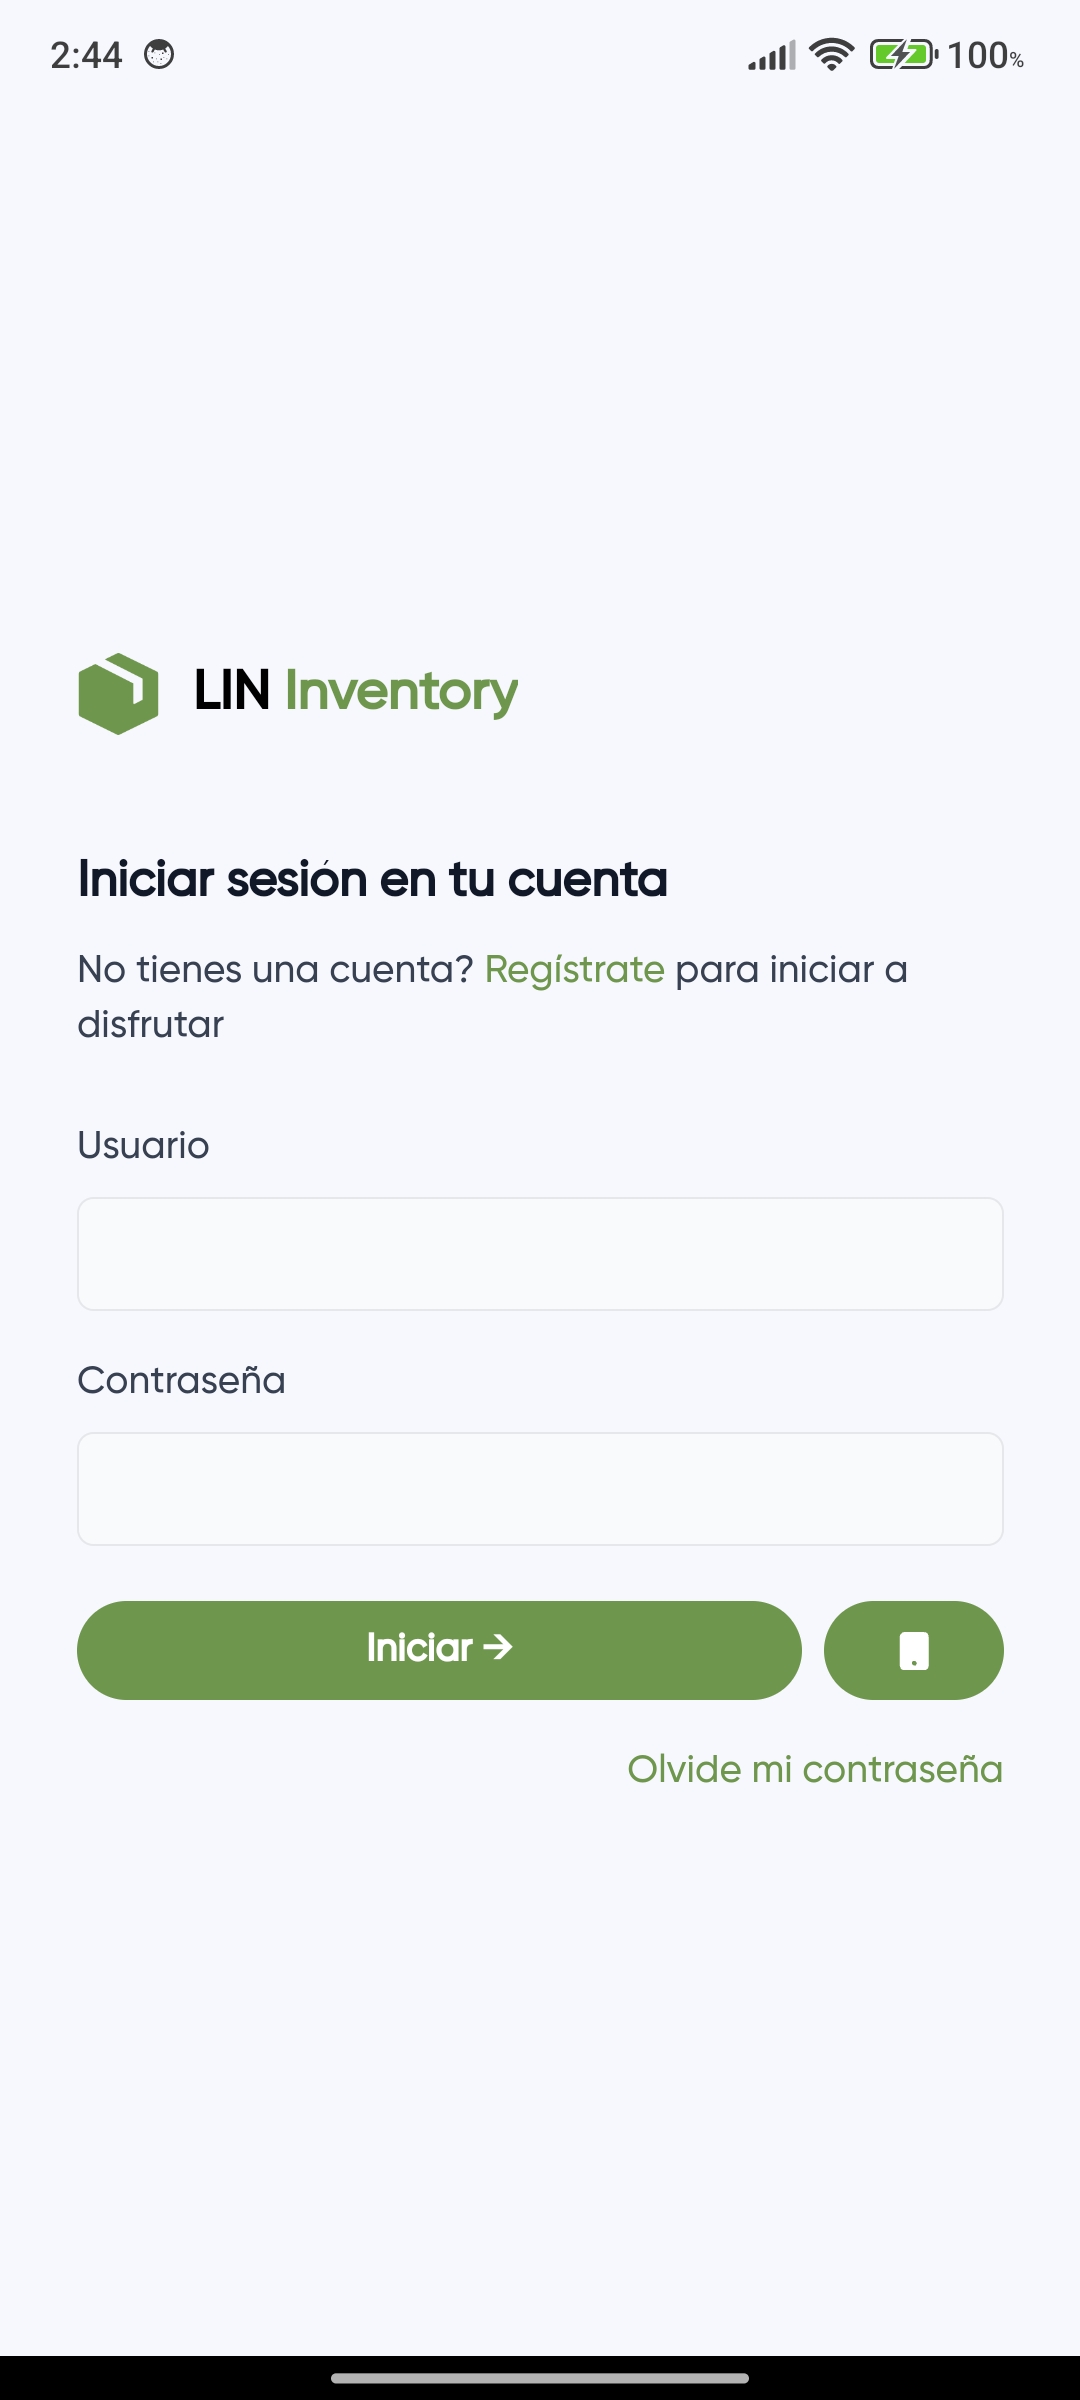 2:44 100%
LIN Inventory
Iniciar sesión en tu cuenta
No tienes una cuenta? Regístrate para iniciar a
disfrutar
Usuario
Contraseña
Iniciar →
Olvide mi contraseña